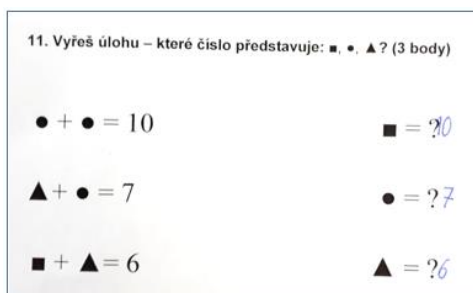 11. Vyřeš úlohu – které číslo představuje: ■, ●, ▲? (3 body)
● + ● = 10
■ = ?10
▲ + ● = 7
● = ?7
■ + ▲ = 6
▲ = ?6